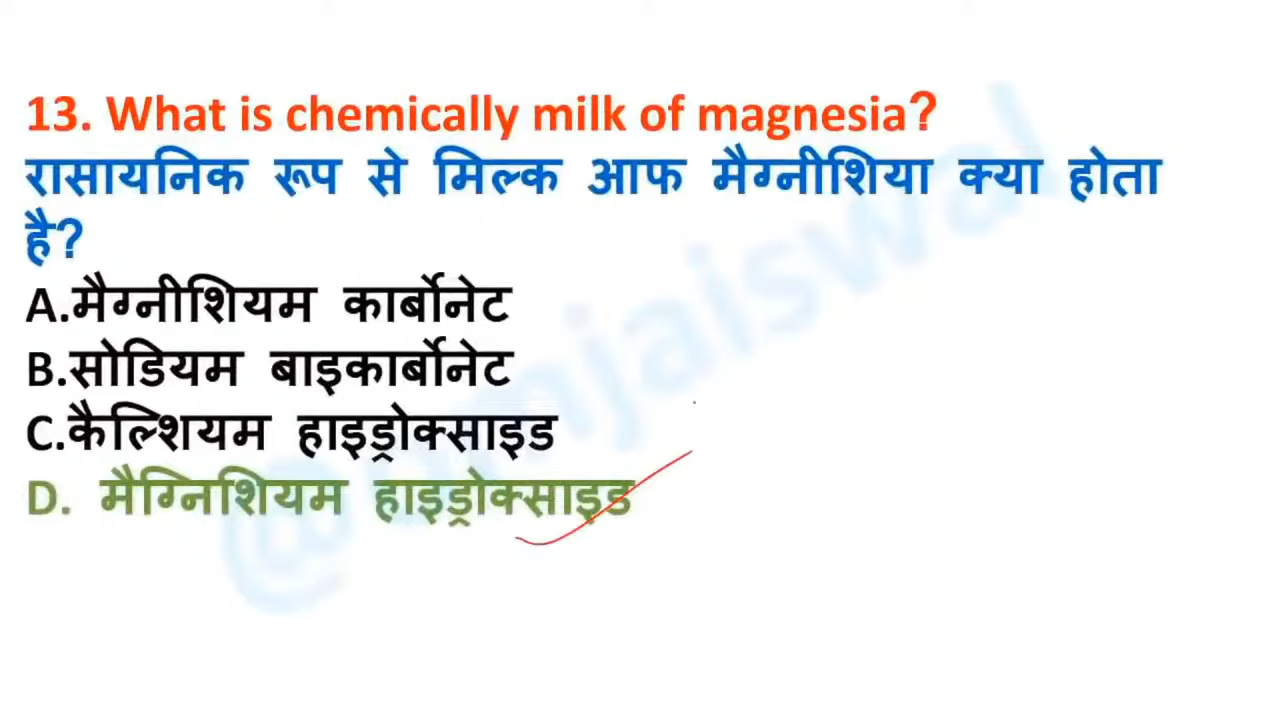 13. What is chemically milk of magnesia?
रासायनिक रूप से मिल्क आफ मैग्नीशिया क्या होता
है?
A.मैग्नीशियम कार्बोनेट
B.सोडियम बाइकार्बोनेट
C.कैल्शियम हाइड्रोक्साइड
D. मैग्निशियम हाइड्रोक्साइड